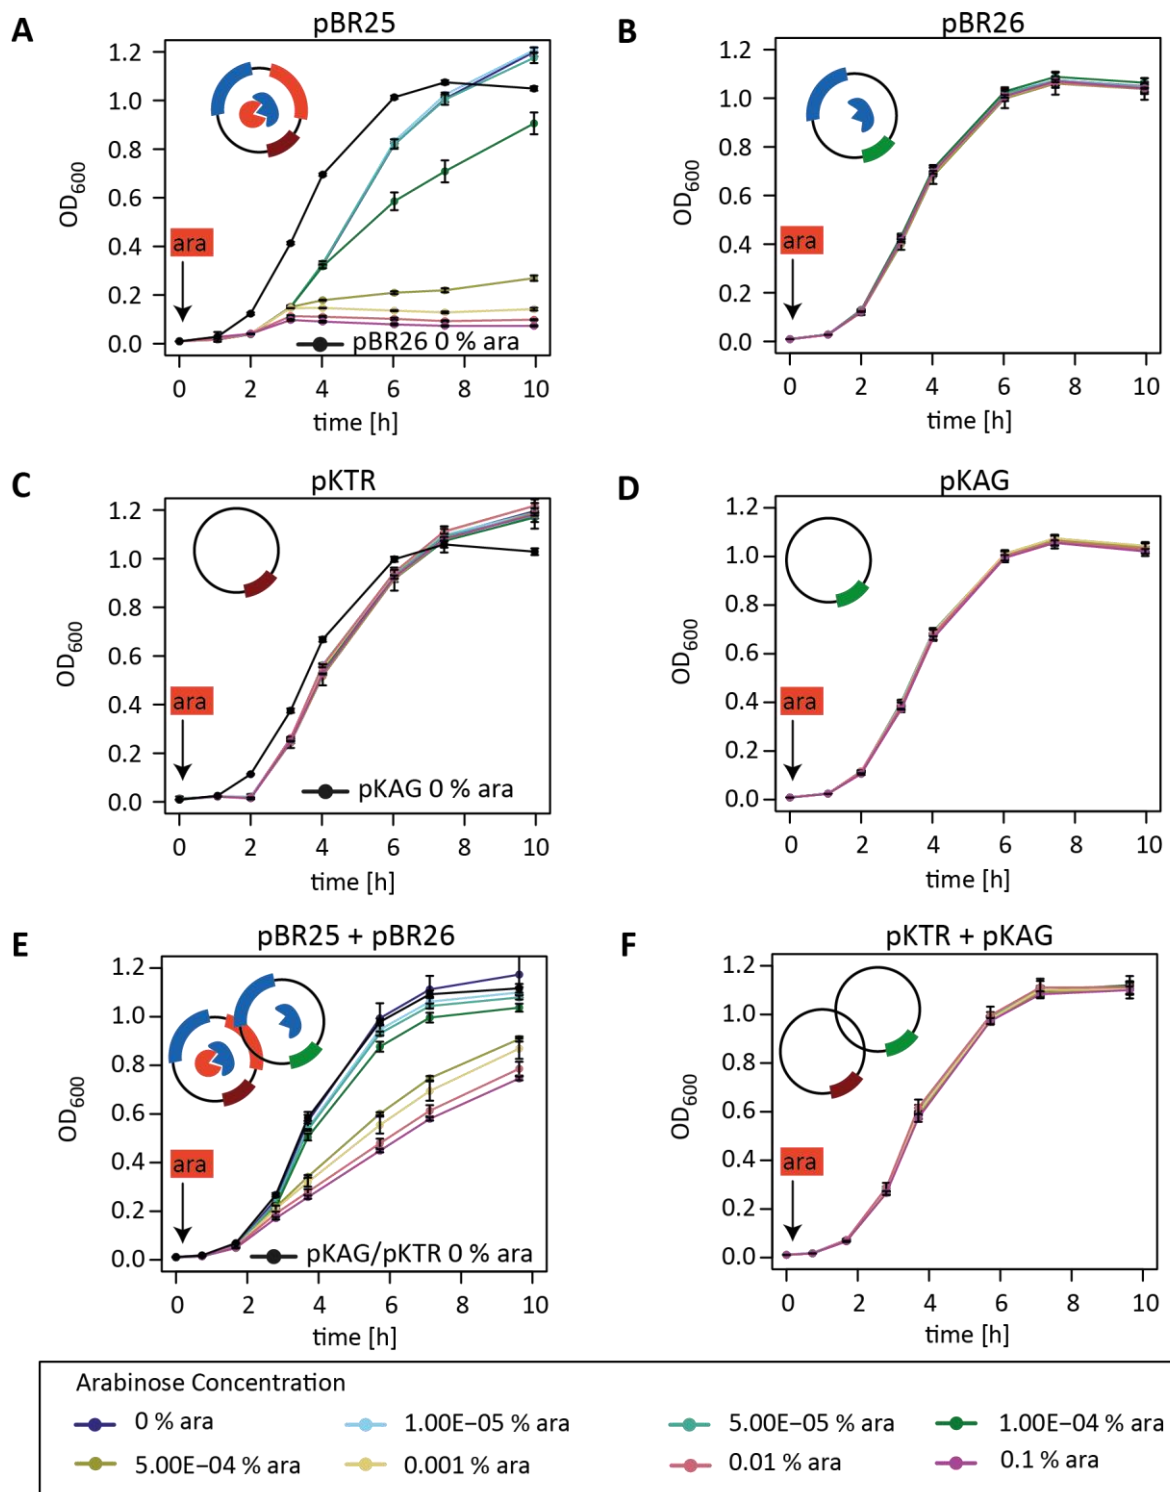 A
pBR25
OD600
1.2
1.0
0.8
0.6
0.4
0.2
0.0
ara
pBR26 0 % ara
0 2 4 6 8 10
time [h]
B
pBR26
OD600
1.2
1.0
0.8
0.6
0.4
0.2
0.0
ara
0 2 4 6 8 10
time [h]
C
pKTR
OD600
1.2
1.0
0.8
0.6
0.4
0.2
0.0
ara
pKAG 0 % ara
0 2 4 6 8 10
time [h]
D
pKAG
OD600
1.2
1.0
0.8
0.6
0.4
0.2
0.0
ara
0 2 4 6 8 10
time [h]
E
pBR25 + pBR26
OD600
1.2
1.0
0.8
0.6
0.4
0.2
0.0
ara
pKAG/pKTR 0 % ara
0 2 4 6 8 10
time [h]
F
pKTR + pKAG
OD600
1.2
1.0
0.8
0.6
0.4
0.2
0.0
ara
0 2 4 6 8 10
time [h]
Arabinose Concentration
0 % ara 1.00E−05 % ara 5.00E−05 % ara 1.00E−04 % ara
5.00E−04 % ara 0.001 % ara 0.01 % ara 0.1 % ara